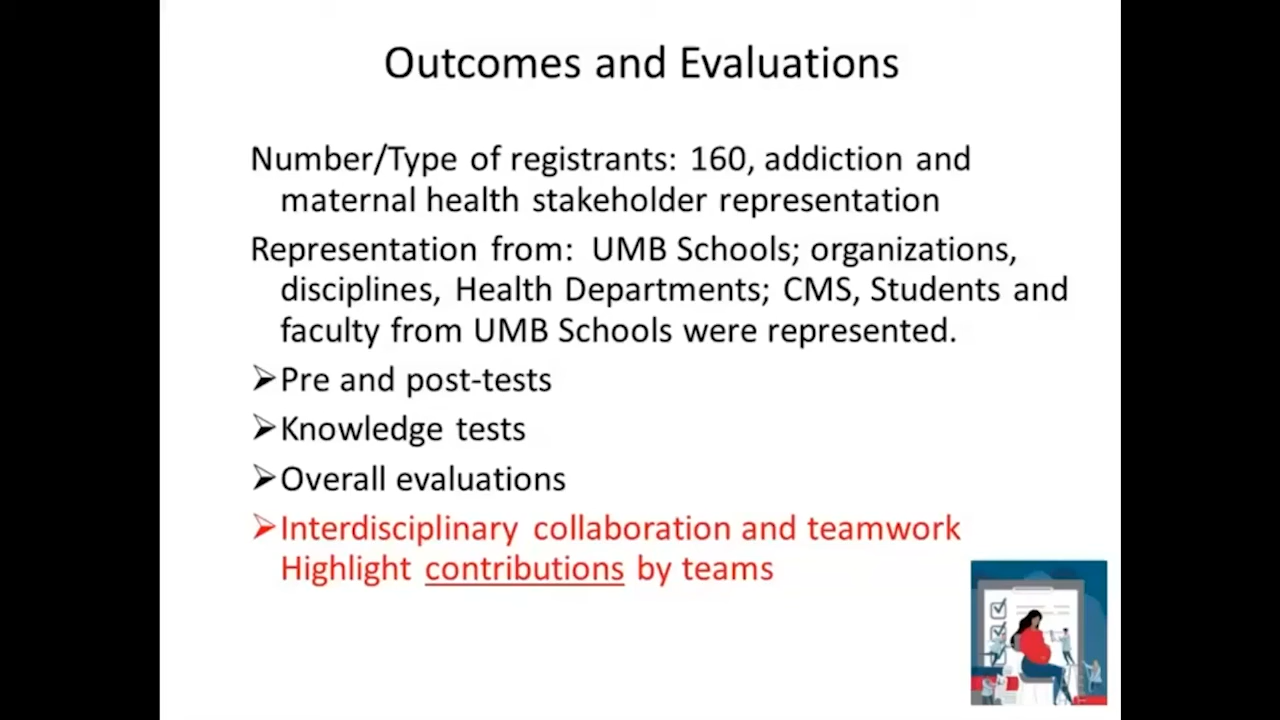 Outcomes and Evaluations
Number/Type of registrants: 160, addiction and
maternal health stakeholder representation
Representation from: UMB Schools; organizations,
disciplines, Health Departments; CMS, Students and
faculty from UMB Schools were represented.
➢Pre and post-tests
➢Knowledge tests
➢Overall evaluations
➢Interdisciplinary collaboration and teamwork
Highlight contributions by teams